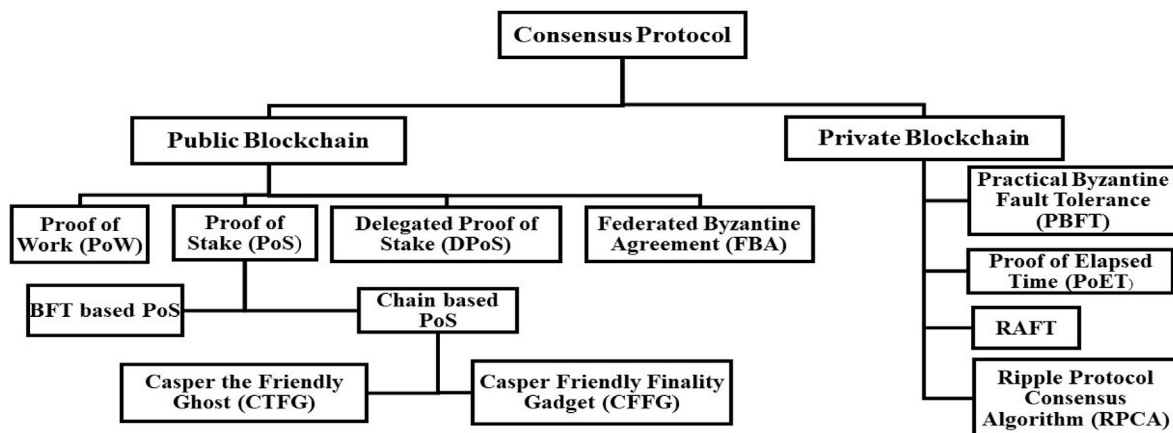 Consensus Protocol
Public Blockchain
Private Blockchain
Proof of
Work (PoW)
Proof of
Stake (PoS)
Delegated Proof of
Stake (DPoS)
Federated Byzantine
Agreement (FBA)
BFT based PoS
Chain based
PoS
Casper the Friendly
Ghost (CTFG)
Casper Friendly Finality
Gadget (CFFG)
Practical Byzantine
Fault Tolerance
(PBFT)
Proof of Elapsed
Time (PoET)
RAFT
Ripple Protocol
Consensus
Algorithm (RPCA)